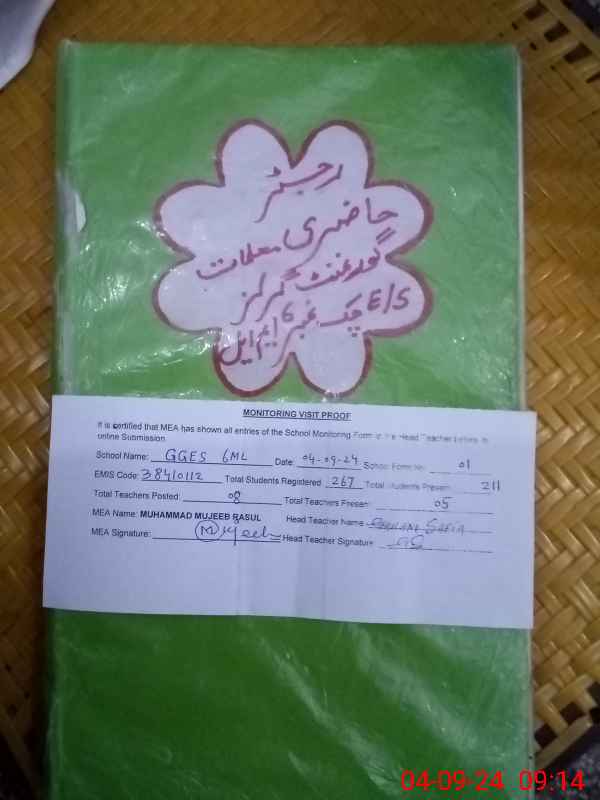 رجسٹر
حاضری معلمات
گورنمنٹ گرلز
E/S چک نمبر 6 ایم ایل
MONITORING VISIT PROOF
It is certified that MEA has shown all entries of the School Monitoring Form to the Head Teacher before its
online Submission
School Name: GGES 6ML Date: 04-09-24 School Form No: 01
EMIS Code: 38410112 Total Students Registered 267 Total Students Present 211
Total Teachers Posted: 08 Total Teachers Present 05
MEA Name: MUHAMMAD MUJEEB RASUL Head Teacher Name Safia
MEA Signature: Mujeeb Head Teacher Signature
04-09-24 09:14